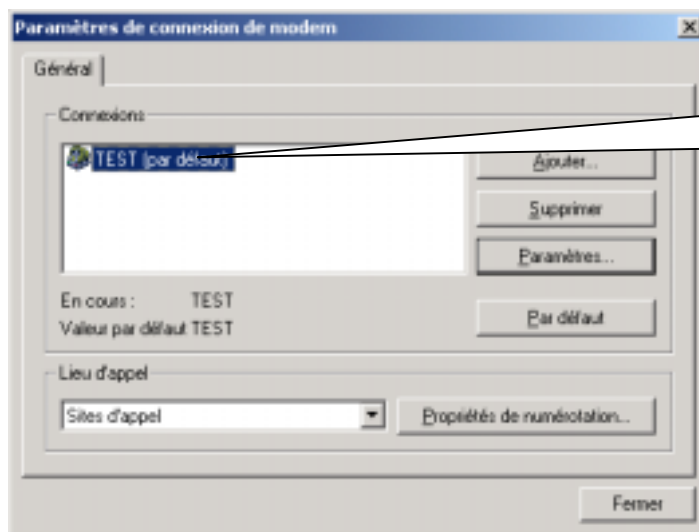 Paramètres de connexion de modem
Général
Connexions
TEST (par défaut)
Ajouter...
Supprimer
Paramètres...
En cours : TEST
Par défaut
Valeur par défaut TEST
Lieu d'appel
Sites d'appel
Propriétés de numérotation...
Fermer